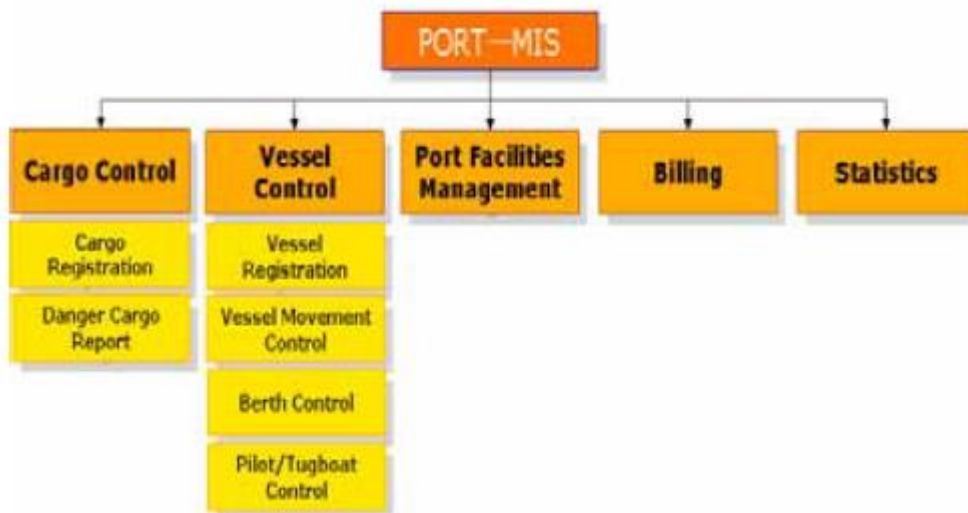 PORT—MIS
Cargo Control
Vessel
Control
Port Facilities
Management
Billing
Statistics
Cargo
Registration
Danger Cargo
Report
Vessel
Registration
Vessel Movement
Control
Berth Control
Pilot/Tugboat
Control